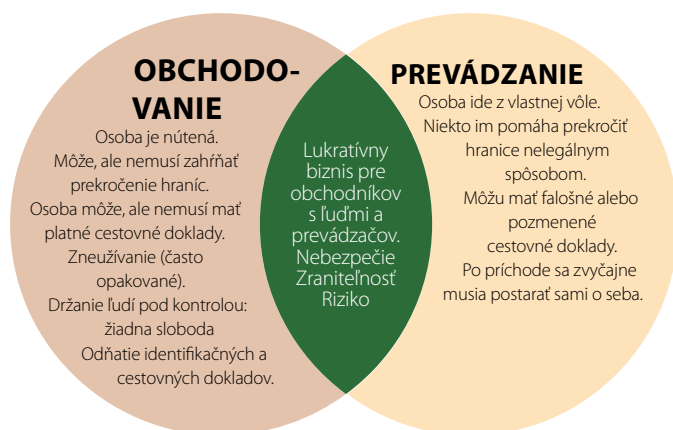 OBCHODO-
VANIE
Osoba je nútená.
Môže, ale nemusí zahŕňať
prekročenie hraníc.
Osoba môže, ale nemusí mať
platné cestovné doklady.
Zneužívanie (často
opakované).
Držanie ľudí pod kontrolou:
žiadna sloboda
Odňatie identifikačných a
cestovných dokladov.
Lukratívny
biznis pre
obchodníkov
s ľuďmi a
prevádzačov.
Nebezpečie
Zraniteľnosť
Riziko
PREVÁDZANIE
Osoba ide z vlastnej vôle.
Niekto im pomáha prekročiť
hranice nelegálnym
spôsobom.
Môžu mať falošné alebo
pozmenené
cestovné doklady.
Po príchode sa zvyčajne
musia postarať sami o seba.